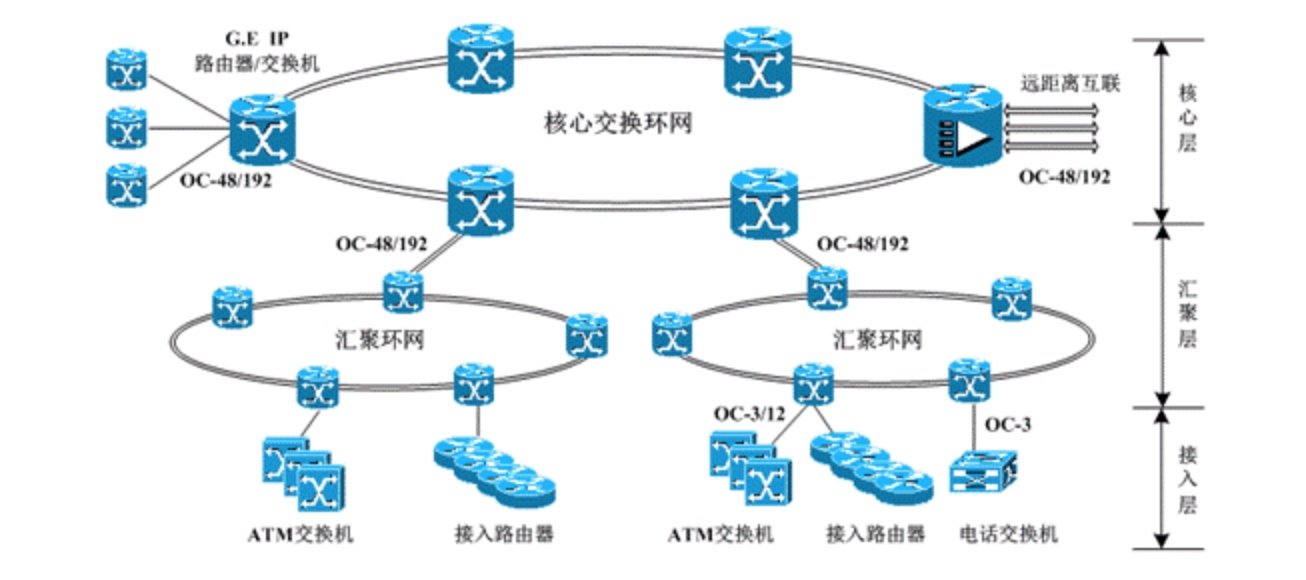 G.E IP
路由器/交换机
远距离互联
核心层
核心交换环网
OC-48/192
OC-48/192
OC-48/192
OC-48/192
汇聚层
汇聚环网
汇聚环网
OC-3/12
OC-3
接入层
ATM交换机
接入路由器
ATM交换机
接入路由器
电话交换机